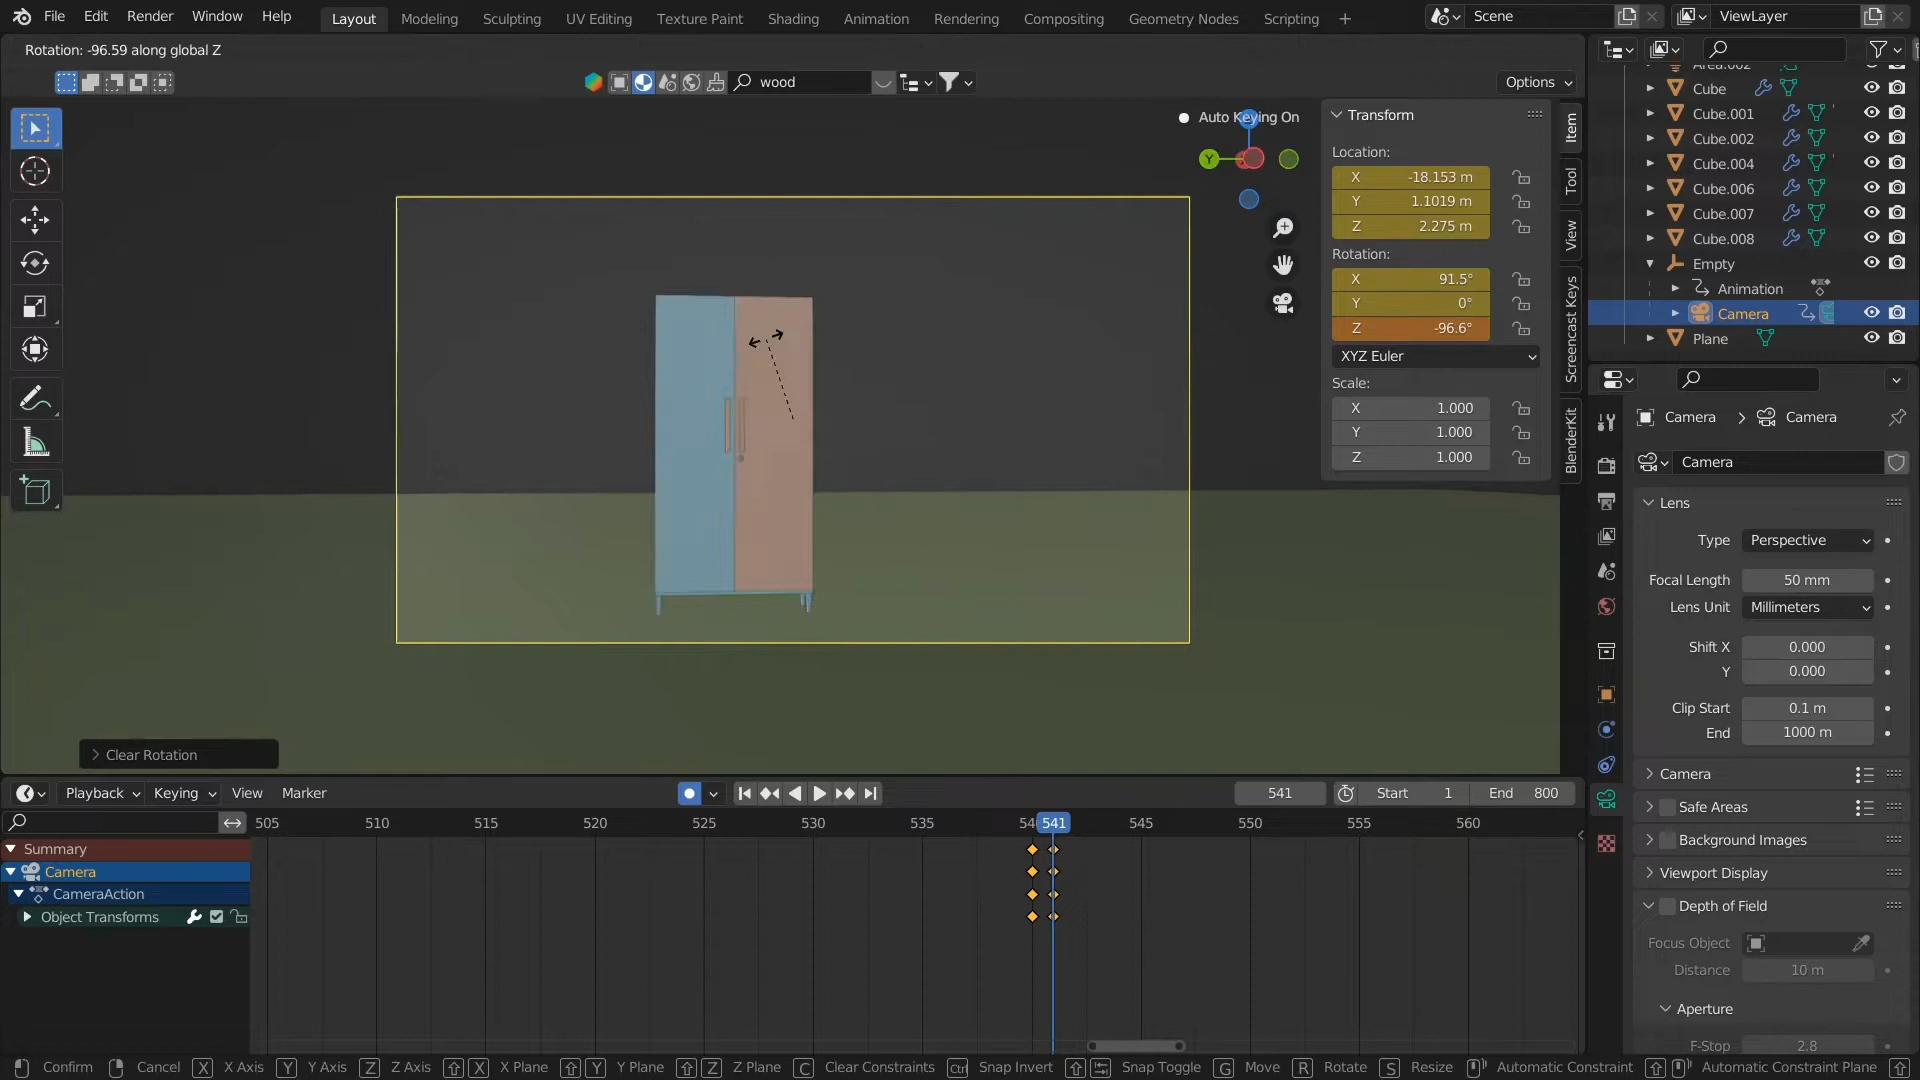 File Edit Render Window Help Layout Modeling Sculpting UV Editing Texture Paint Shading Animation Rendering Compositing Geometry Nodes Scripting + Scene ViewLayer
Rotation: -96.59 along global Z
wood Options
Auto Keying On
Transform
Location:
X -18.153 m
Y 1.1019 m
Z 2.275 m
Rotation:
X 91.5°
Y 0°
Z -96.6°
XYZ Euler
Scale:
X 1.000
Y 1.000
Z 1.000
Y
Item
Tool
View
Screencast Keys
BlenderKit
Area.002
Cube
Cube.001
Cube.002
Cube.004
Cube.006
Cube.007
Cube.008
Empty
Animation
Camera
Plane
Camera > Camera
Camera
Lens
Type Perspective
Focal Length 50 mm
Lens Unit Millimeters
Shift X 0.000
Y 0.000
Clip Start 0.1 m
End 1000 m
Camera
Safe Areas
Background Images
Viewport Display
Depth of Field
Focus Object
Distance 10 m
Aperture
F-Stop 2.8
Clear Rotation
Playback Keying View Marker 541 Start 1 End 800
505 510 515 520 525 530 535 54 541 545 550 555 560
Summary
Camera
CameraAction
Object Transforms
Confirm Cancel X X Axis Y Y Axis Z Z Axis X X Plane Y Y Plane Z Z Plane C Clear Constraints Ctrl Snap Invert Snap Toggle G Move R Rotate S Resize Automatic Constraint Automatic Constraint Plane